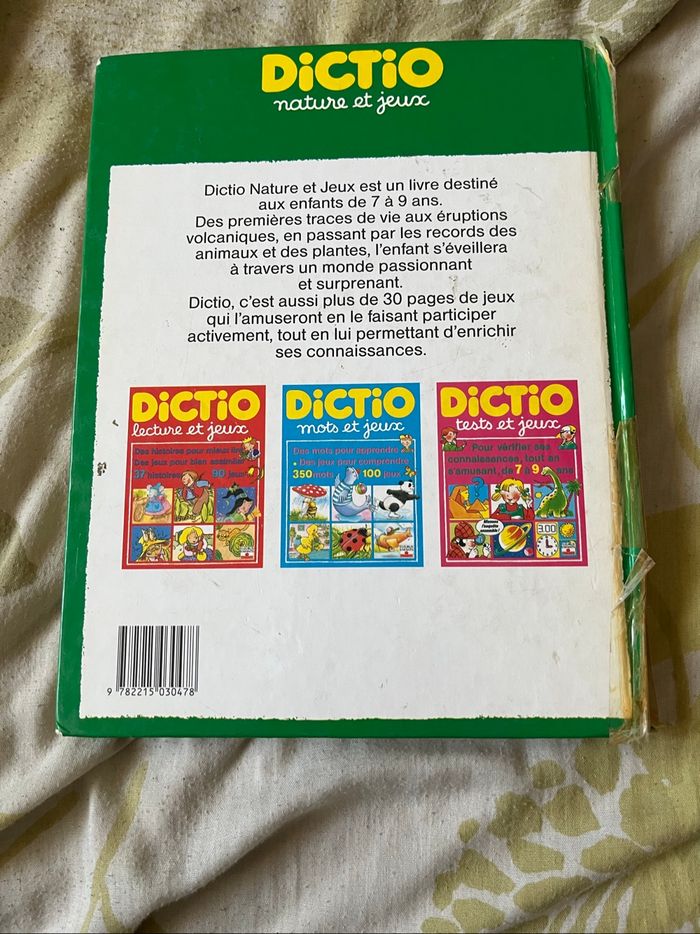 DiCTiO
nature et jeux
Dictio Nature et Jeux est un livre destiné
aux enfants de 7 à 9 ans.
Des premières traces de vie aux éruptions
volcaniques, en passant par les records des
animaux et des plantes, l'enfant s'éveillera
à travers un monde passionnant
et surprenant.
Dictio, c'est aussi plus de 30 pages de jeux
qui l'amuseront en le faisant participer
activement, tout en lui permettant d'enrichir
ses connaissances.
DiCTiO
lecture et jeux
Des histoires pour mieux lire
Des jeux pour bien assimiler
37 histoires 90 jeux
DiCTiO
mots et jeux
Des mots pour apprendre
• Des jeux pour comprendre
350 mots 100 jeux
DiCTiO
tests et jeux
Pour vérifier ses
connaissances, tout en
s'amusant, de 7 à 9 ans
Menons
l'enquête
ensemble!
3.00
9 782215 030478